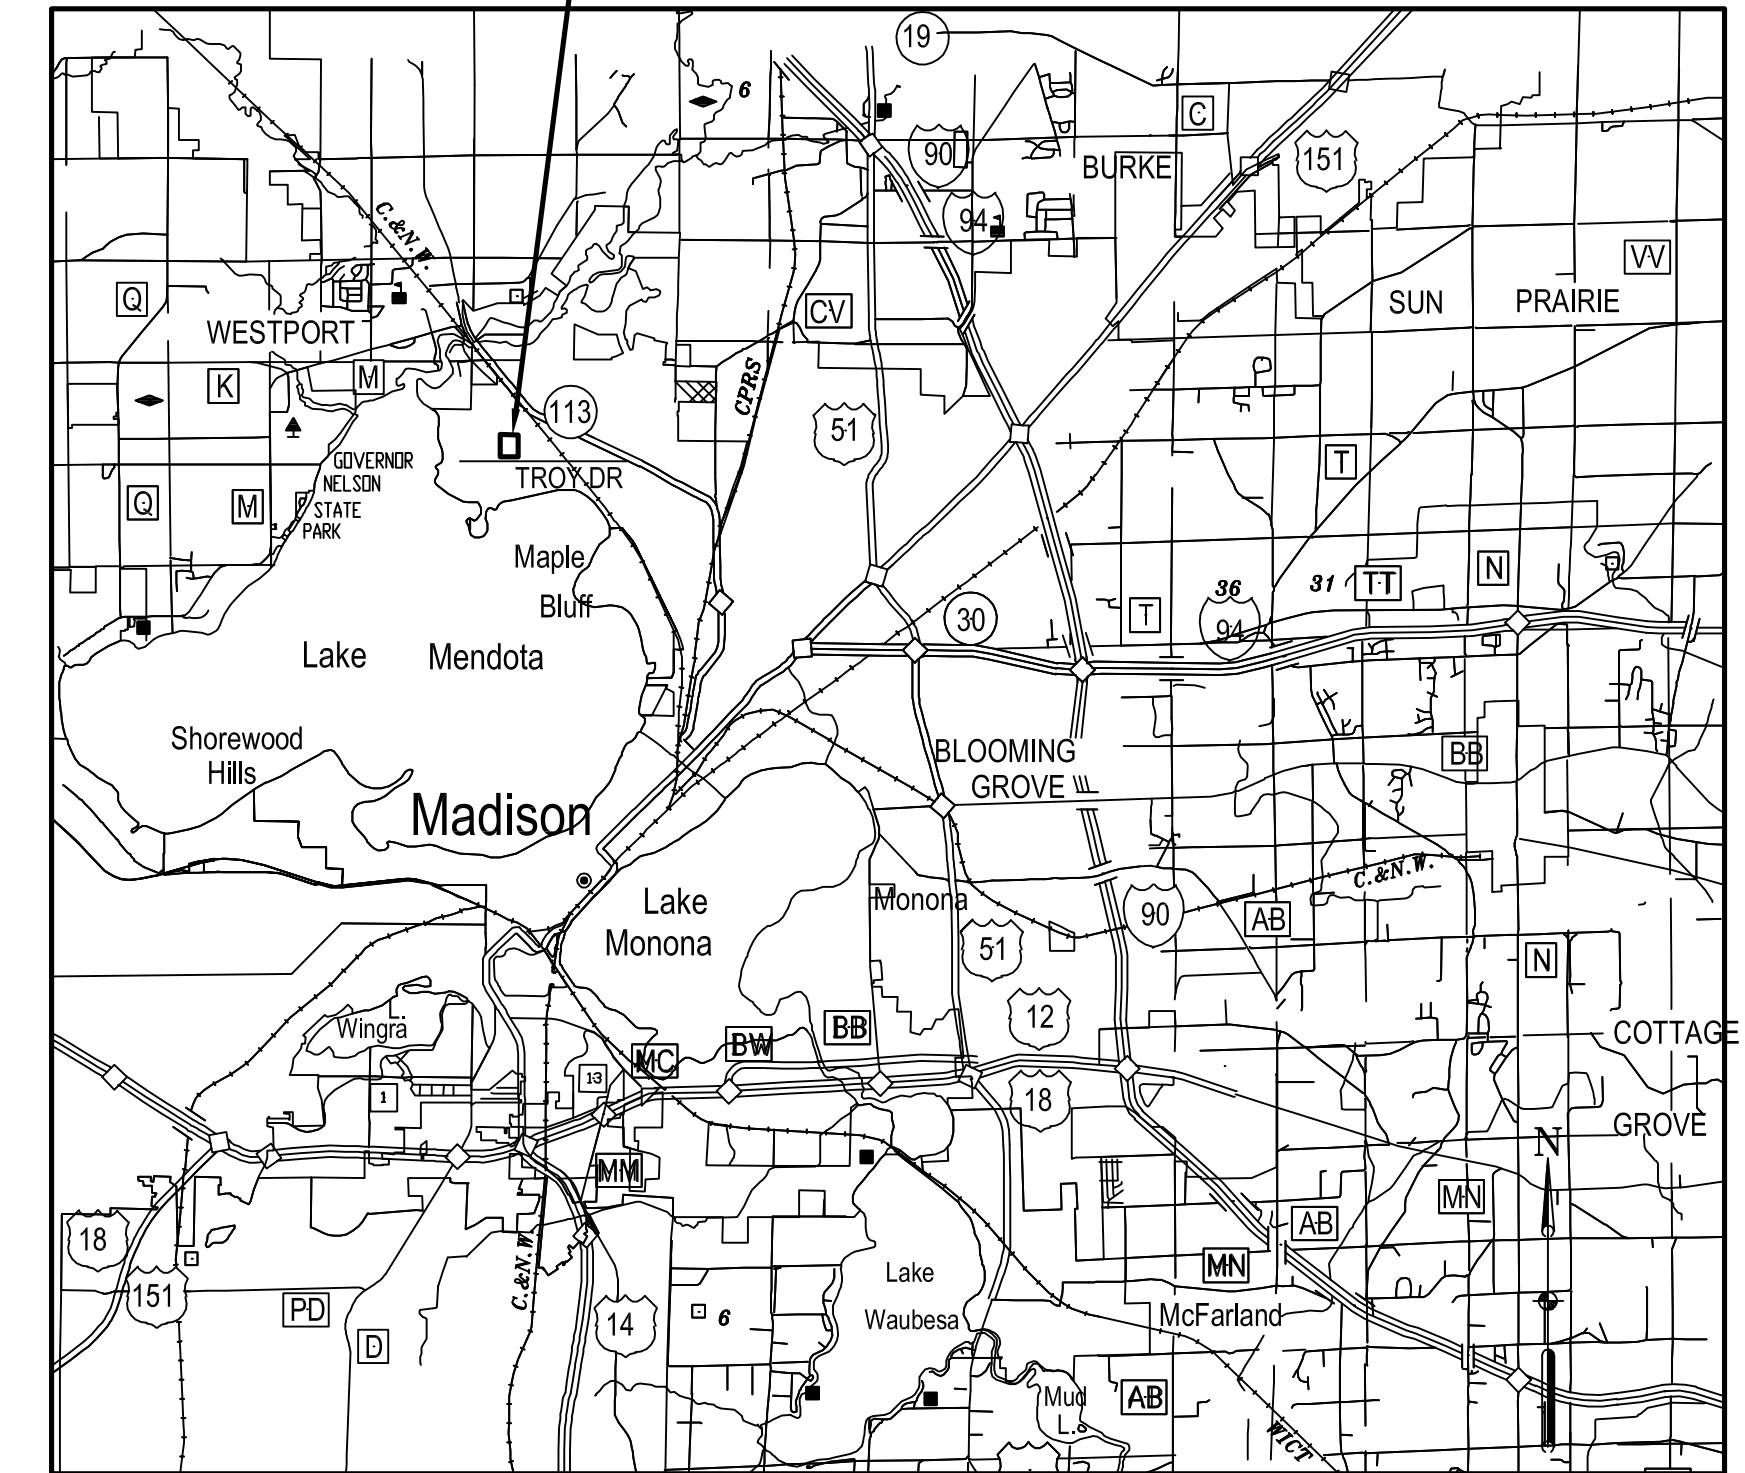 19
6
C
90
BURKE
151
C.&N.W.
94
VV
Q
CV
SUN PRAIRIE
WESTPORT
K
M
CPRS
113
51
GOVERNOR
NELSON
STATE
PARK
T
TROY DR
Q
M
Maple
Bluff
N
36
31
TT
30
T
94
Lake Mendota
Shorewood
Hills
BLOOMING
GROVE
BB
Madison
C.&N.W.
Lake
Monona
Monona
90
AB
51
N
12
L.
Wingra
BW
BB
MC
COTTAGE
GROVE
13
1
18
N
MM
MN
AB
18
C.&N.W.
MN
Lake
Waubesa
151
PD
14
6
McFarland
D
Mud
L.
AB
WICT